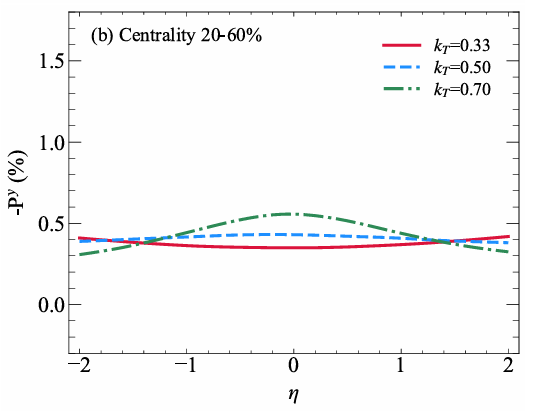 (b) Centrality 20-60%
k_T=0.33
k_T=0.50
k_T=0.70
1.5
1.0
0.5
0.0
-P^y (%)
−2
−1
0
1
2
η